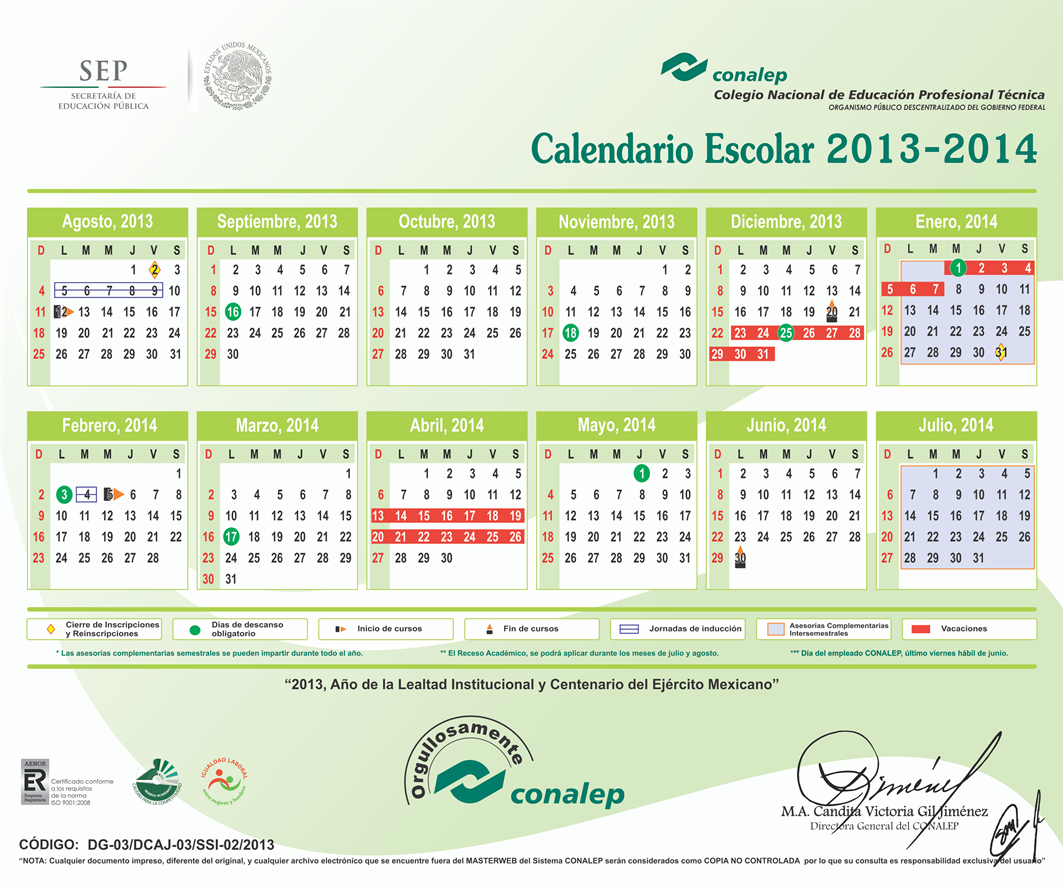 SEP
SECRETARÍA DE
EDUCACIÓN PÚBLICA
ESTADOS UNIDOS MEXICANOS
conalep
Colegio Nacional de Educación Profesional Técnica
ORGANISMO PÚBLICO DESCENTRALIZADO DEL GOBIERNO FEDERAL
Calendario Escolar 2013-2014
Agosto, 2013
D L M M J V S
1 2 3
4 5 6 7 8 9 10
11 12 13 14 15 16 17
18 19 20 21 22 23 24
25 26 27 28 29 30 31
Septiembre, 2013
D L M M J V S
1 2 3 4 5 6 7
8 9 10 11 12 13 14
15 16 17 18 19 20 21
22 23 24 25 26 27 28
29 30
Octubre, 2013
D L M M J V S
1 2 3 4 5
6 7 8 9 10 11 12
13 14 15 16 17 18 19
20 21 22 23 24 25 26
27 28 29 30 31
Noviembre, 2013
D L M M J V S
1 2
3 4 5 6 7 8 9
10 11 12 13 14 15 16
17 18 19 20 21 22 23
24 25 26 27 28 29 30
Diciembre, 2013
D L M M J V S
1 2 3 4 5 6 7
8 9 10 11 12 13 14
15 16 17 18 19 20 21
22 23 24 25 26 27 28
29 30 31
Enero, 2014
D L M M J V S
1 2 3 4
5 6 7 8 9 10 11
12 13 14 15 16 17 18
19 20 21 22 23 24 25
26 27 28 29 30 31
Febrero, 2014
D L M M J V S
1
2 3 4 5 6 7 8
9 10 11 12 13 14 15
16 17 18 19 20 21 22
23 24 25 26 27 28
Marzo, 2014
D L M M J V S
1
2 3 4 5 6 7 8
9 10 11 12 13 14 15
16 17 18 19 20 21 22
23 24 25 26 27 28 29
30 31
Abril, 2014
D L M M J V S
1 2 3 4 5
6 7 8 9 10 11 12
13 14 15 16 17 18 19
20 21 22 23 24 25 26
27 28 29 30
Mayo, 2014
D L M M J V S
1 2 3
4 5 6 7 8 9 10
11 12 13 14 15 16 17
18 19 20 21 22 23 24
25 26 27 28 29 30 31
Junio, 2014
D L M M J V S
1 2 3 4 5 6 7
8 9 10 11 12 13 14
15 16 17 18 19 20 21
22 23 24 25 26 27 28
29 30
Julio, 2014
D L M M J V S
1 2 3 4 5
6 7 8 9 10 11 12
13 14 15 16 17 18 19
20 21 22 23 24 25 26
27 28 29 30 31
Cierre de Inscripciones
y Reinscripciones
Dias de descanso
obligatorio
Inicio de cursos
Fin de cursos
Jornadas de inducción
Asesorías Complementarias
Intersemestrales
Vacaciones
* Las asesorías complementarias semestrales se pueden impartir durante todo el año.
** El Receso Académico, se podrá aplicar durante los meses de julio y agosto.
*** Día del empleado CONALEP, último viernes hábil de junio.
“2013, Año de la Lealtad Institucional y Centenario del Ejército Mexicano”
AENOR
ER
Empresa
Registrada
Certificado conforme
a los requisitos
de la norma
ISO 9001:2008
IGUALDAD LABORAL
entre mujeres y hombres
Orgullosamente
conalep
M.A. Candita Victoria Gil Jiménez
Directora General del CONALEP
CÓDIGO: DG-03/DCAJ-03/SSI-02/2013
“NOTA: Cualquier documento impreso, diferente del original, y cualquier archivo electrónico que se encuentre fuera del MASTERWEB del Sistema CONALEP serán considerados como COPIA NO CONTROLADA por lo que su consulta es responsabilidad exclusiva del usuario”